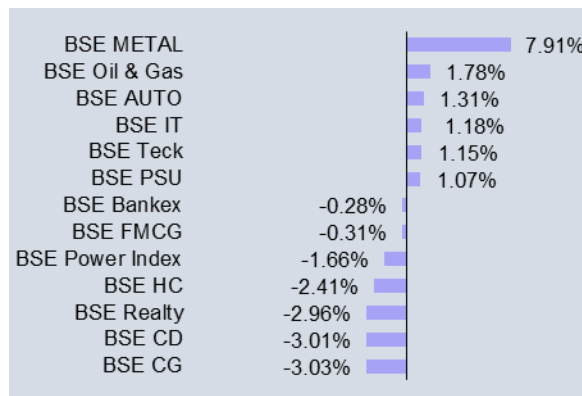 BSE METAL 7.91%
BSE Oil & Gas 1.78%
BSE AUTO 1.31%
BSE IT 1.18%
BSE Teck 1.15%
BSE PSU 1.07%
BSE Bankex -0.28%
BSE FMCG -0.31%
BSE Power Index -1.66%
BSE HC -2.41%
BSE Realty -2.96%
BSE CD -3.01%
BSE CG -3.03%